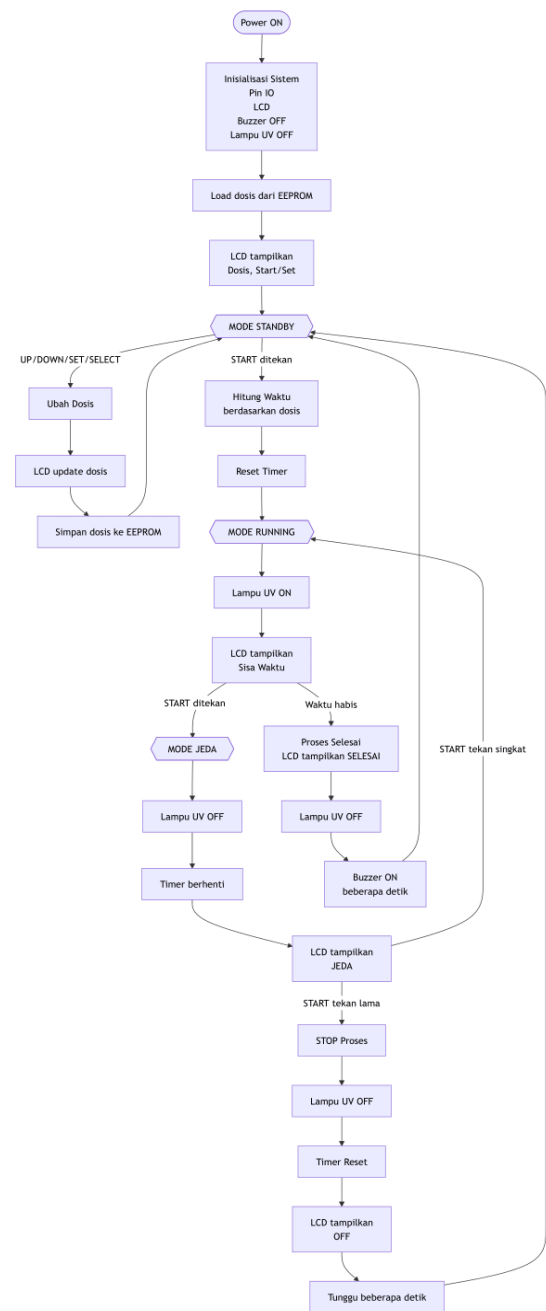 Power ON
Inisialisasi Sistem
Pin IO
LCD
Buzzer OFF
Lampu UV OFF
Load dosis dari EEPROM
LCD tampilkan
Dosis, Start/Set
MODE STANDBY
UP/DOWN/SET/SELECT
START ditekan
Ubah Dosis
Hitung Waktu
berdasarkan dosis
LCD update dosis
Reset Timer
Simpan dosis ke EEPROM
MODE RUNNING
Lampu UV ON
LCD tampilkan
Sisa Waktu
START ditekan
Waktu habis
MODE JEDA
Proses Selesai
LCD tampilkan SELESAI
START tekan singkat
Lampu UV OFF
Lampu UV OFF
Timer berhenti
Buzzer ON
beberapa detik
LCD tampilkan
JEDA
START tekan lama
STOP Proses
Lampu UV OFF
Timer Reset
LCD tampilkan
OFF
Tunggu beberapa detik